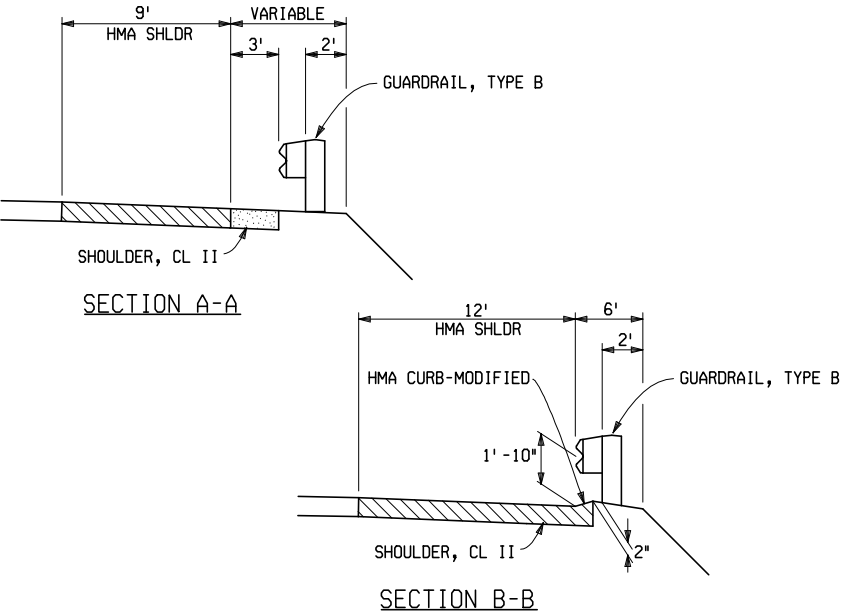 9'
VARIABLE
HMA SHLDR
3'
2'
GUARDRAIL, TYPE B
SHOULDER, CL II
SECTION A-A
12'
6'
HMA SHLDR
2'
HMA CURB-MODIFIED
GUARDRAIL, TYPE B
1'-10"
SHOULDER, CL II
2"
SECTION B-B